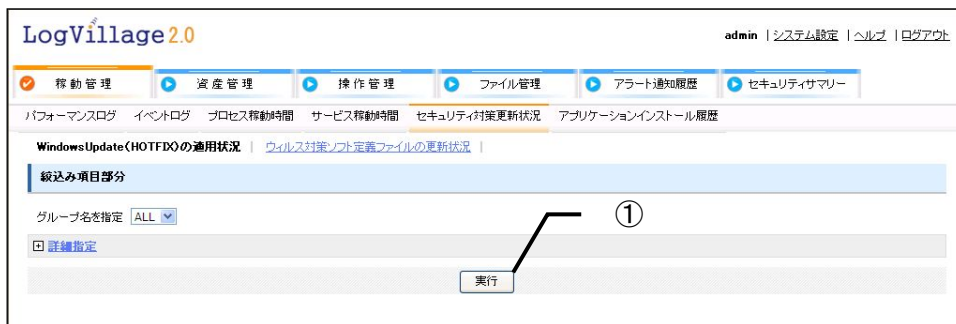 LogVillage 2.0
admin | システム設定 | ヘルプ | ログアウト
稼動管理 資産管理 操作管理 ファイル管理 アラート通知履歴 セキュリティサマリー
パフォーマンスログ イベントログ プロセス稼動時間 サービス稼動時間 セキュリティ対策更新状況 アプリケーションインストール履歴
WindowsUpdate(HOTFIX)の適用状況 | ウィルス対策ソフト定義ファイルの更新状況 |
絞込み項目部分
グループ名を指定 ALL
①
詳細指定
実行